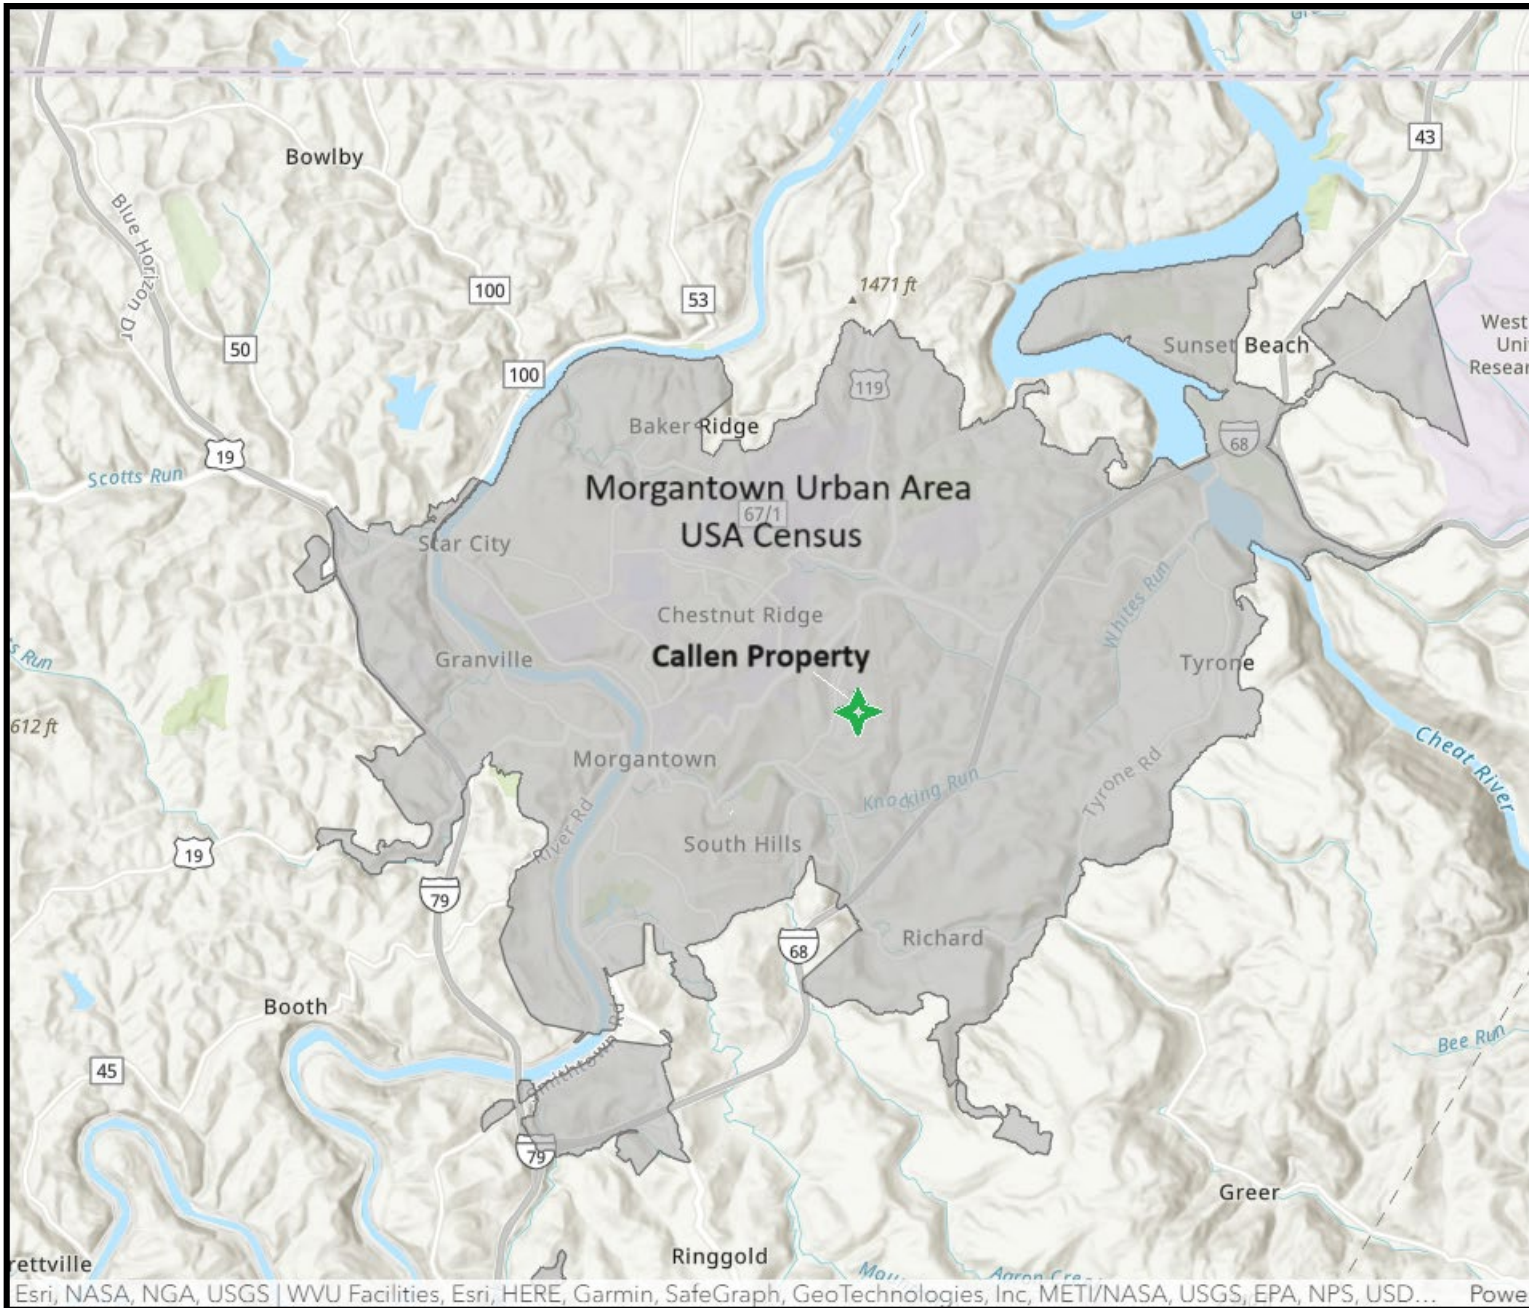 Bowlby
43
Blue Horizon Dr
100
53
1471 ft
50
100
119
Sunset Beach
West
Uni
Resear
Baker Ridge
19
Scotts Run
68
Morgantown Urban Area
67/1
USA Census
Star City
Whites Run
Chestnut Ridge
Granville
Callen Property
Tyrone
s Run
612 ft
Cheat River
Morgantown
Knocking Run
Tyrone Rd
River Rd
South Hills
19
79
68
Richard
Booth
Smithtown Rd
Bee Run
45
79
Greer
Ringgold
rettville
Aaron Cree
Esri, NASA, NGA, USGS | WVU Facilities, Esri, HERE, Garmin, SafeGraph, GeoTechnologies, Inc, METI/NASA, USGS, EPA, NPS, USD... Powe